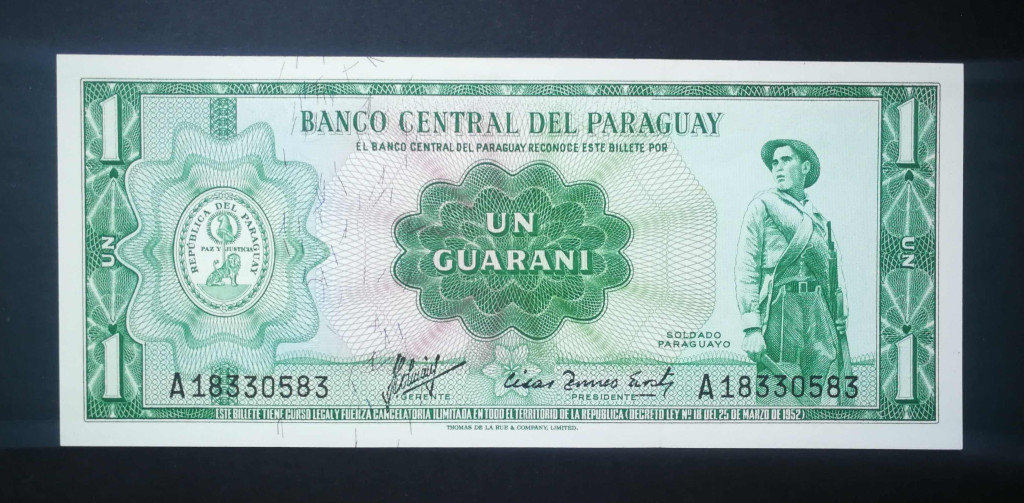 1
1
BANCO CENTRAL DEL PARAGUAY
EL BANCO CENTRAL DEL PARAGUAY RECONOCE ESTE BILLETE POR
REPÚBLICA DEL PARAGUAY
PAZ Y JUSTICIA
UN
UN
GUARANI
UN
SOLDADO
PARAGUAYO
1
1
A18330583
GERENTE
PRESIDENTE
A18330583
ESTE BILLETE TIENE CURSO LEGAL Y FUERZA CANCELATORIA ILIMITADA EN TODO EL TERRITORIO DE LA REPUBLICA (DECRETO LEY Nº 18 DEL 25 DE MARZO DE 1952)
THOMAS DE LA RUE & COMPANY, LIMITED.